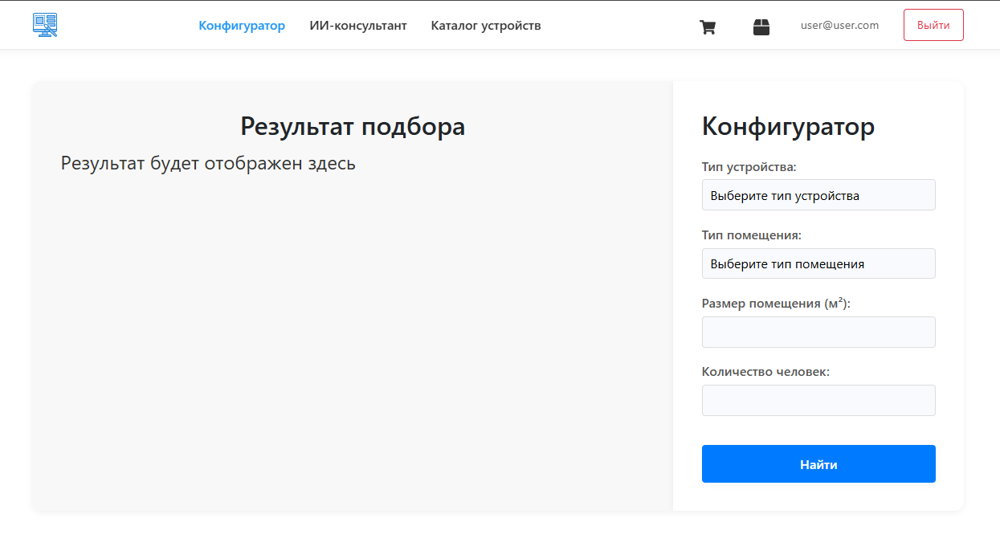 Конфигуратор ИИ-консультант Каталог устройств user@user.com Выйти
Результат подбора
Результат будет отображен здесь
Конфигуратор
Тип устройства:
Выберите тип устройства
Тип помещения:
Выберите тип помещения
Размер помещения (м²):
Количество человек:
Найти